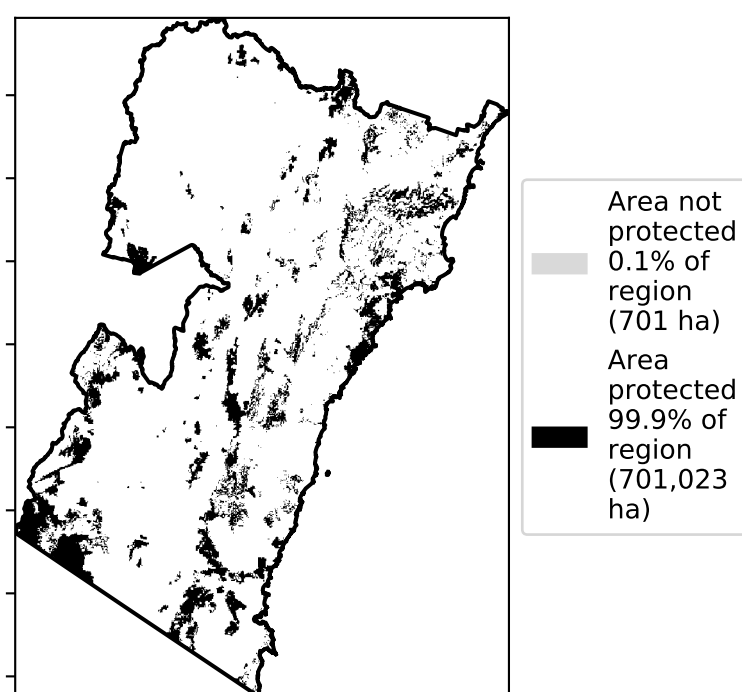 Area not
protected
0.1% of
region
(701 ha)
Area
protected
99.9% of
region
(701,023
ha)